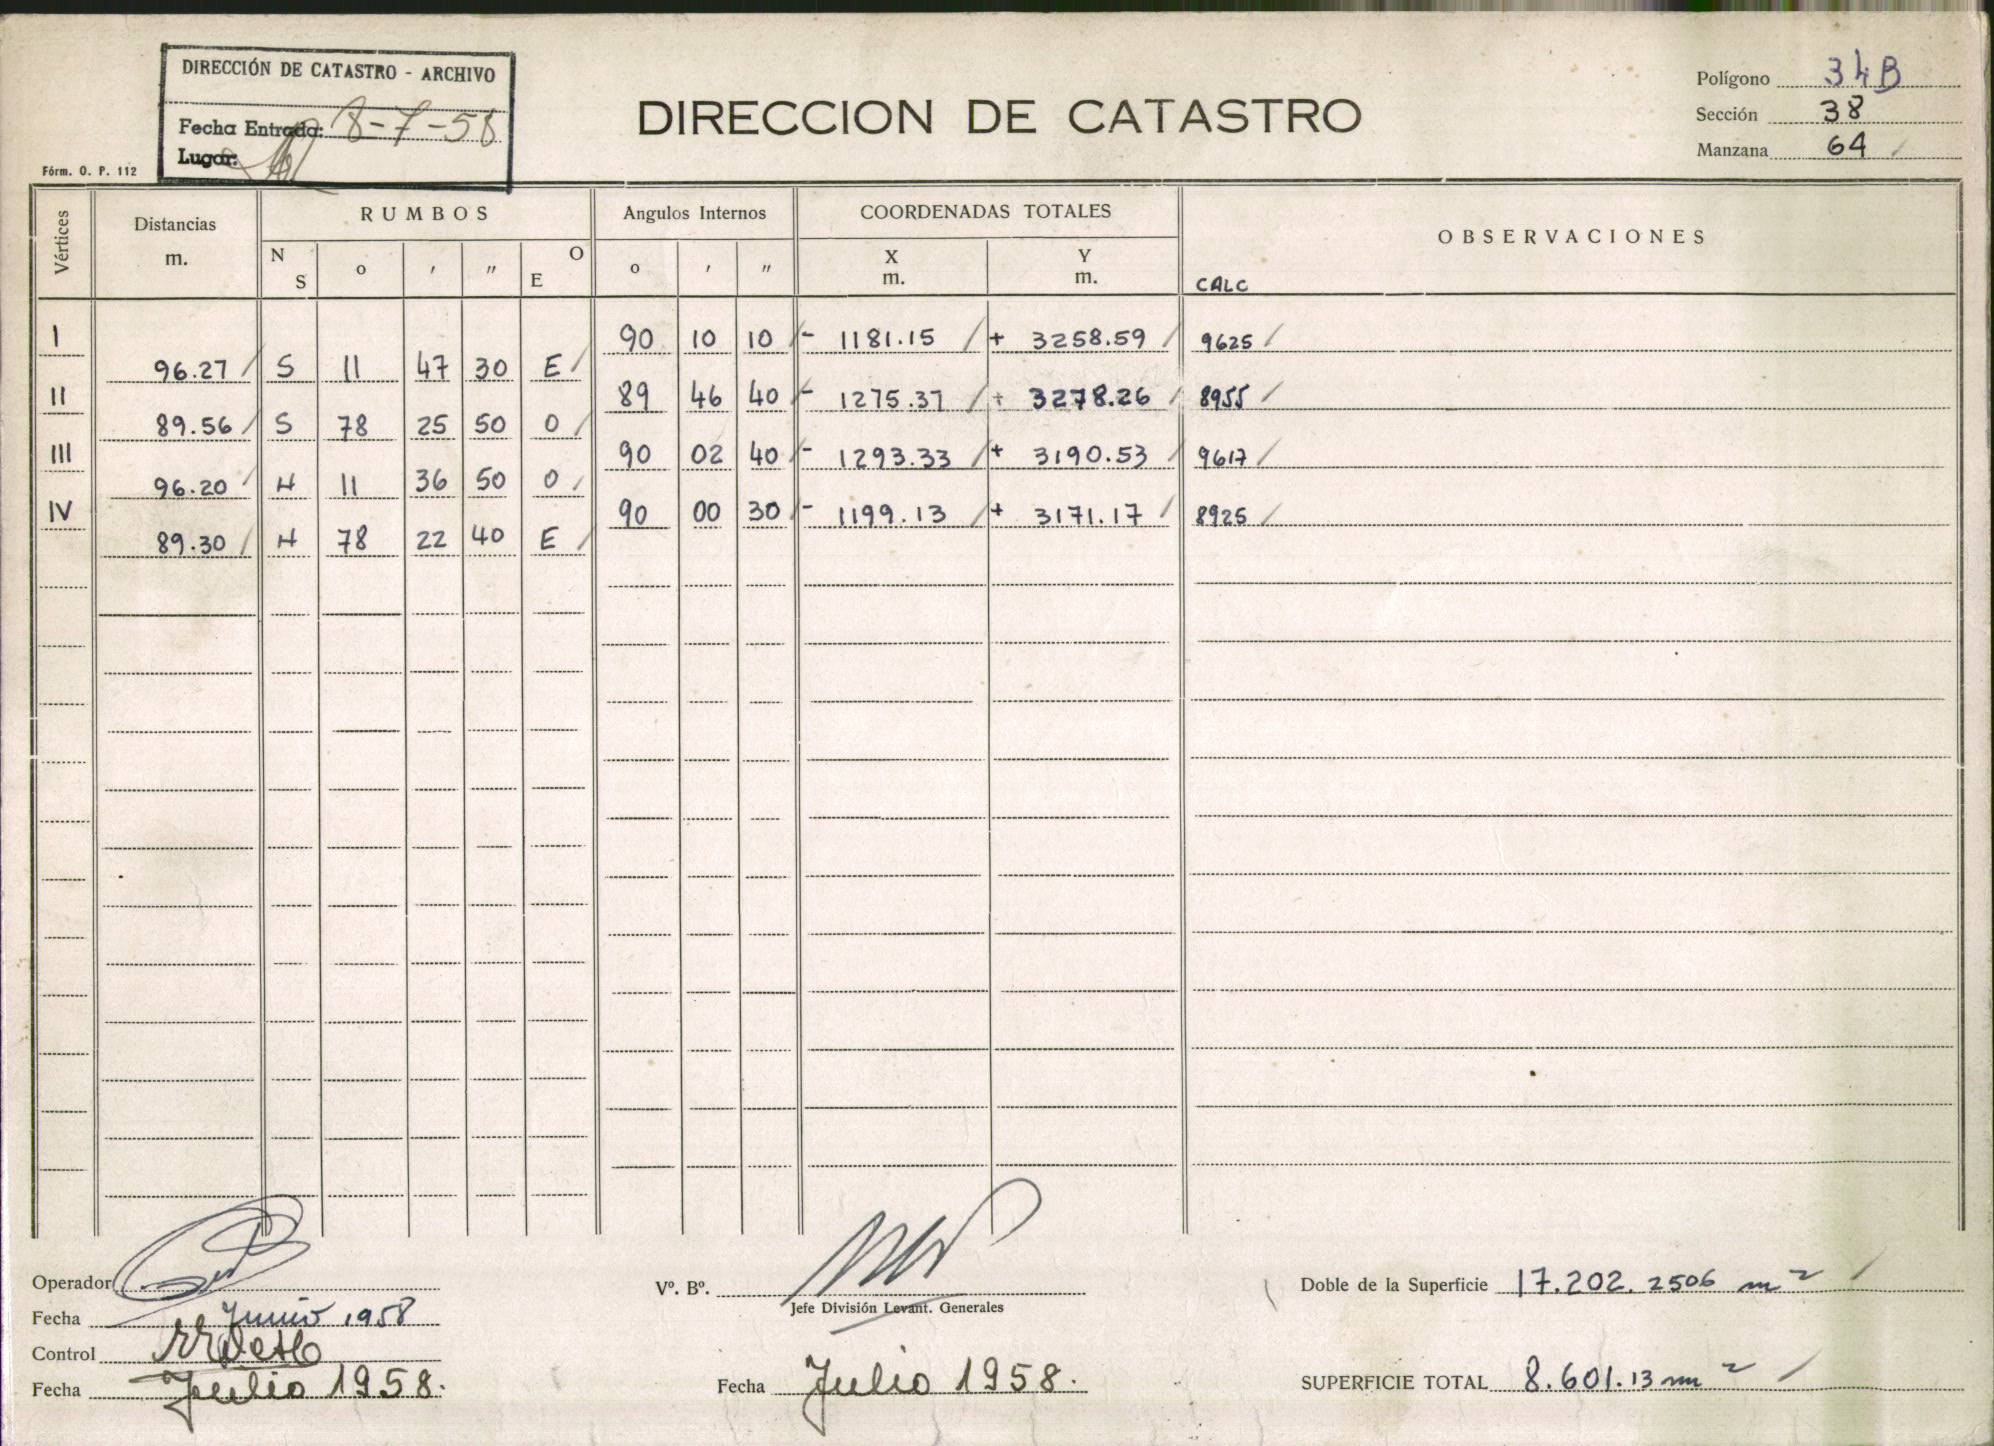 DIRECCIÓN DE CATASTRO - ARCHIVO
Fecha Entrada: 8-7-58
Lugar:
Fórm. O. P. 112
DIRECCION DE CATASTRO
Polígono 34B
Sección 38
Manzana 64
Vértices Distancias m. RUMBOS Angulos Internos COORDENADAS TOTALES OBSERVACIONES
N S o ' " O E o ' " X m. Y m. CALC
I 90 10 10 - 1181.15 + 3258.59 9625
96.27 S 11 47 30 E
II 89 46 40 - 1275.37 + 3278.26 8955
89.56 S 78 25 50 O
III 90 02 40 - 1293.33 + 3190.53 9617
96.20 N 11 36 50 O
IV 90 00 30 - 1199.13 + 3171.17 8925
89.30 N 78 22 40 E
Operador
Fecha Junio 1958
Control
Fecha Julio 1958.
Vº. Bº.
Jefe División Levant. Generales
Fecha Julio 1958.
Doble de la Superficie 17.202.2506 m2
SUPERFICIE TOTAL 8.601.13 m2